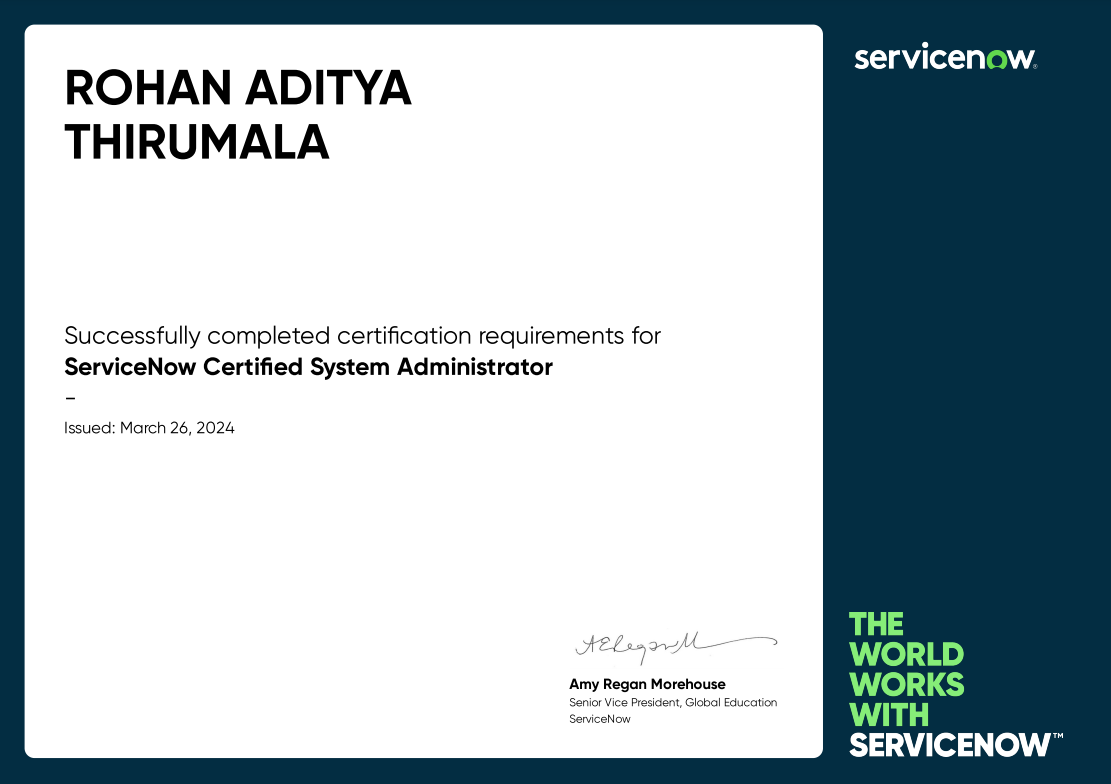 ROHAN ADITYA
THIRUMALA
servicenow®
Successfully completed certification requirements for
ServiceNow Certified System Administrator
–
Issued: March 26, 2024
Amy Regan Morehouse
Senior Vice President, Global Education
ServiceNow
THE
WORLD
WORKS
WITH
SERVICENOW™